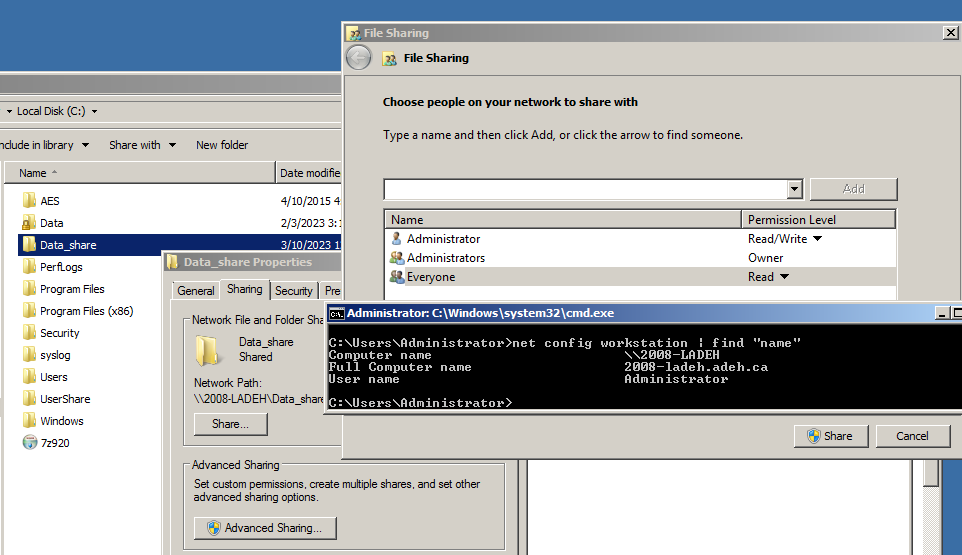 File Sharing
File Sharing
Choose people on your network to share with
Type a name and then click Add, or click the arrow to find someone.
Add
Name Permission Level
Administrator Read/Write
Administrators Owner
Everyone Read
Share Cancel
Local Disk (C:)
nclude in library Share with New folder
Name Date modifie
AES 4/10/2015 4:
Data 2/3/2023 3:1
Data_share 3/10/2023 1
PerfLogs
Program Files
Program Files (x86)
Security
syslog
Users
UserShare
Windows
7z920
Data_share Properties
General Sharing Security Pre
Network File and Folder Sha
Data_share
Shared
Network Path:
\\2008-LADEH\Data_share
Share...
Advanced Sharing
Set custom permissions, create multiple shares, and set other
advanced sharing options.
Advanced Sharing...
Administrator: C:\Windows\system32\cmd.exe
C:\Users\Administrator>net config workstation | find "name"
Computer name \\2008-LADEH
Full Computer name 2008-ladeh.adeh.ca
User name Administrator
C:\Users\Administrator>